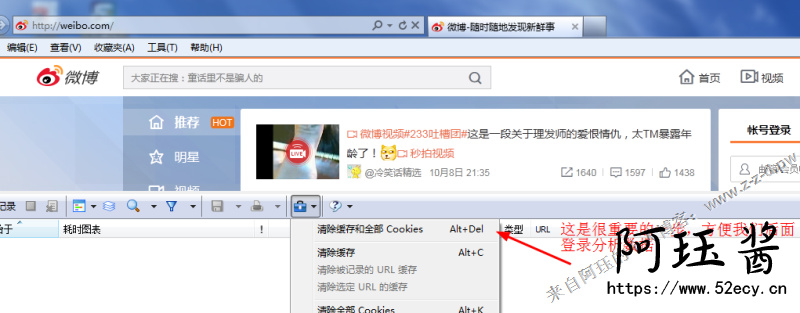 http://weibo.com/
微博-随时随地发现新鲜事
编辑(E) 查看(V) 收藏夹(A) 工具(T) 帮助(H)
微博
大家正在搜：童话里不是骗人的
首页 视频
推荐 HOT
微博视频#233吐槽团#这是一段关于理发师的爱恨情仇，太TM暴露年
龄了！秒拍视频
LIVE
@冷笑话精选 10月8日 21:35
1640 1597 1438
帐号登录
明星
视频
记录
耗时图表 !
类型 URL
清除缓存和全部 Cookies Alt+Del
清除缓存 Alt+C
清除被记录的 URL 缓存
清除选定 URL 的缓存
清除全部 Cookies Alt+K
这是很重要的一步，方便我们后面
登录分析
来自阿珏的
阿珏酱
https://www.52ecy.cn